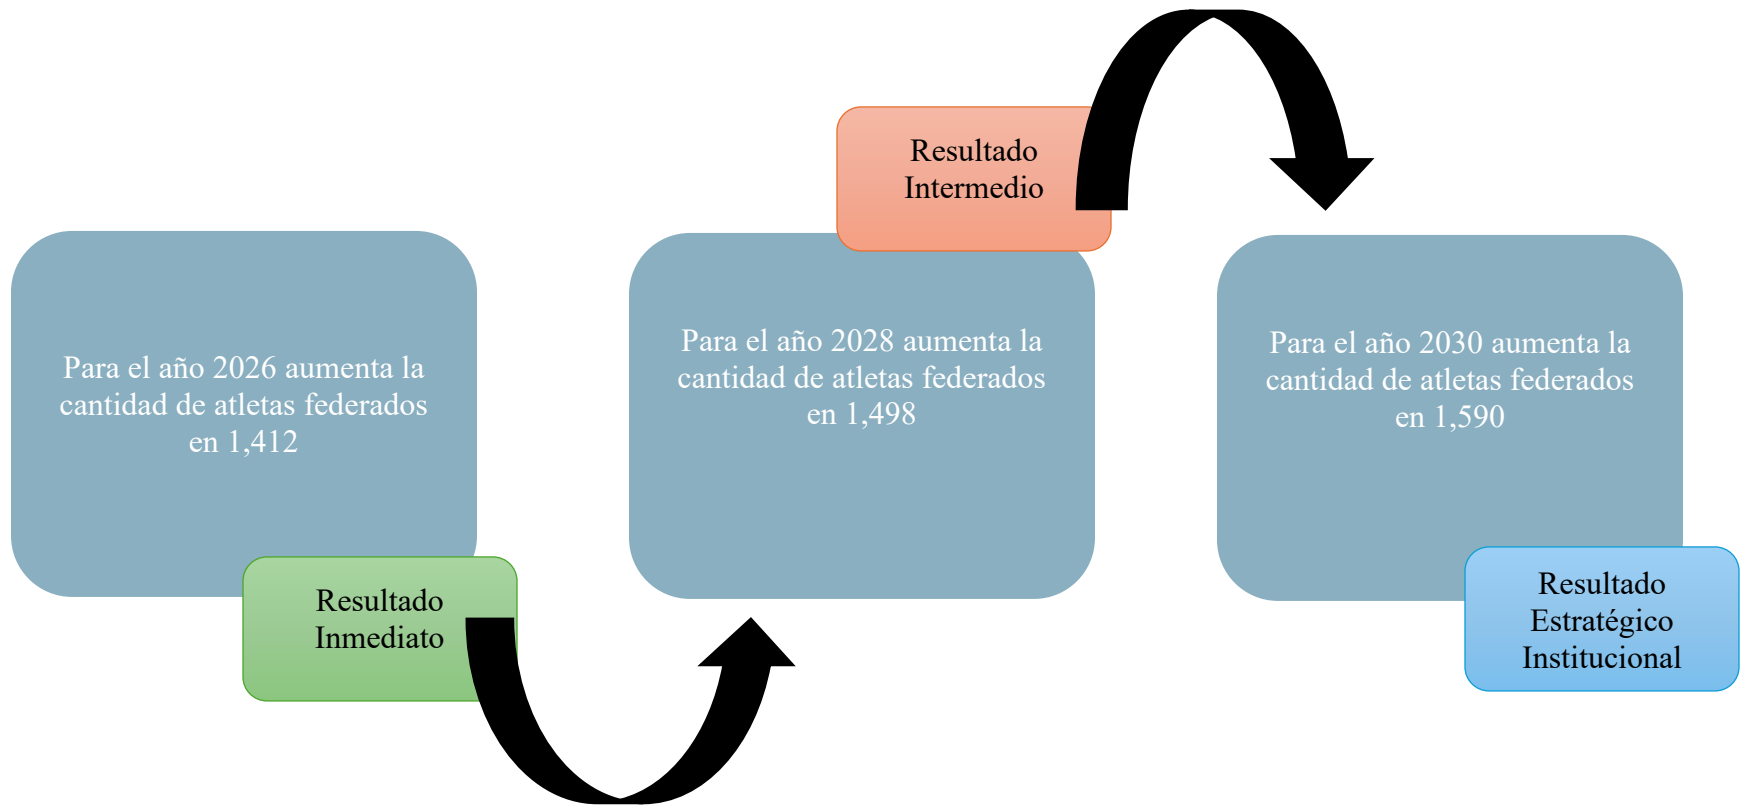 Para el año 2026 aumenta la
cantidad de atletas federados
en 1,412
Resultado
Inmediato
Resultado
Intermedio
Para el año 2028 aumenta la
cantidad de atletas federados
en 1,498
Para el año 2030 aumenta la
cantidad de atletas federados
en 1,590
Resultado
Estratégico
Institucional